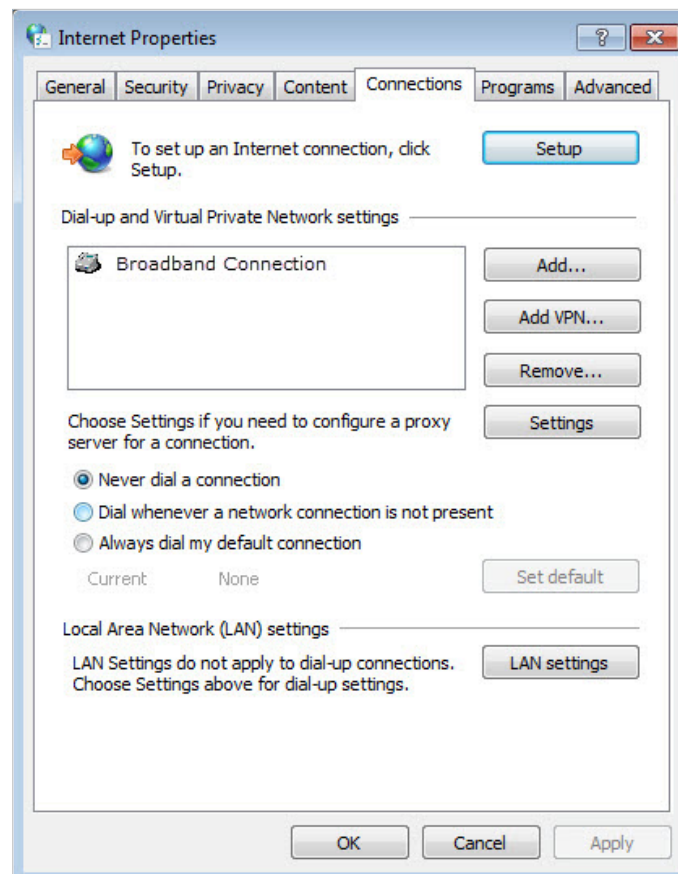 Internet Properties
General Security Privacy Content Connections Programs Advanced
To set up an Internet connection, click
Setup.
Setup
Dial-up and Virtual Private Network settings
Broadband Connection
Add...
Add VPN...
Remove...
Choose Settings if you need to configure a proxy
server for a connection.
Settings
Never dial a connection
Dial whenever a network connection is not present
Always dial my default connection
Current None
Set default
Local Area Network (LAN) settings
LAN Settings do not apply to dial-up connections.
Choose Settings above for dial-up settings.
LAN settings
OK Cancel Apply